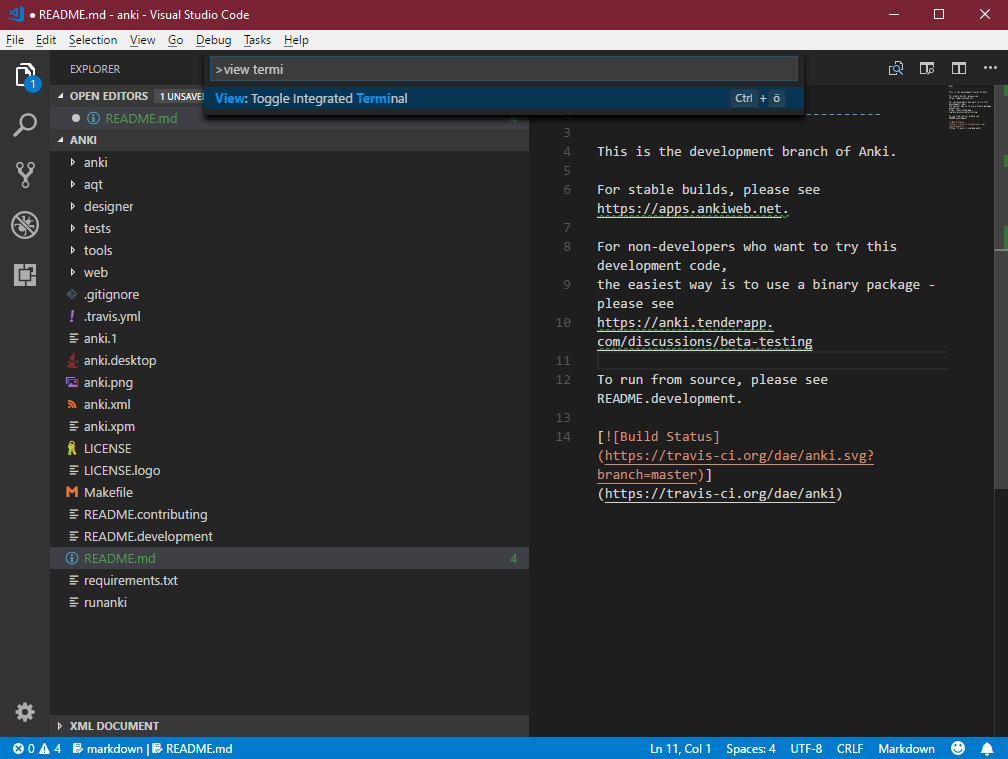 ● README.md - anki - Visual Studio Code
File Edit Selection View Go Debug Tasks Help
>view termi
View: Toggle Integrated Terminal Ctrl + ö
1
EXPLORER
OPEN EDITORS 1 UNSAVE
README.md 4
ANKI
anki
aqt
designer
tests
tools
web
.gitignore
.travis.yml
anki.1
anki.desktop
anki.png
anki.xml
anki.xpm
LICENSE
LICENSE.logo
Makefile
README.contributing
README.development
README.md 4
requirements.txt
runanki
XML DOCUMENT
3
4 This is the development branch of Anki.
5
6 For stable builds, please see
https://apps.ankiweb.net.
7
8 For non-developers who want to try this
development code,
9 the easiest way is to use a binary package -
please see
10 https://anki.tenderapp.
com/discussions/beta-testing
11
12 To run from source, please see
README.development.
13
14 [![Build Status]
(https://travis-ci.org/dae/anki.svg?
branch=master)]
(https://travis-ci.org/dae/anki)
0 4 markdown | README.md Ln 11, Col 1 Spaces: 4 UTF-8 CRLF Markdown